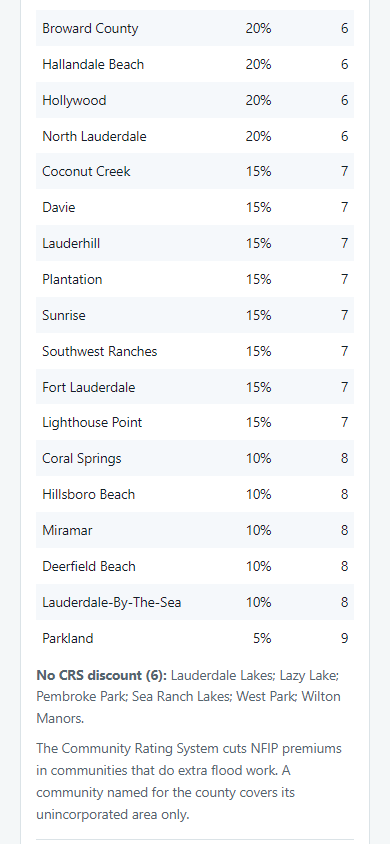 Broward County 20% 6
Hallandale Beach 20% 6
Hollywood 20% 6
North Lauderdale 20% 6
Coconut Creek 15% 7
Davie 15% 7
Lauderhill 15% 7
Plantation 15% 7
Sunrise 15% 7
Southwest Ranches 15% 7
Fort Lauderdale 15% 7
Lighthouse Point 15% 7
Coral Springs 10% 8
Hillsboro Beach 10% 8
Miramar 10% 8
Deerfield Beach 10% 8
Lauderdale-By-The-Sea 10% 8
Parkland 5% 9
No CRS discount (6): Lauderdale Lakes; Lazy Lake;
Pembroke Park; Sea Ranch Lakes; West Park; Wilton
Manors.
The Community Rating System cuts NFIP premiums
in communities that do extra flood work. A
community named for the county covers its
unincorporated area only.